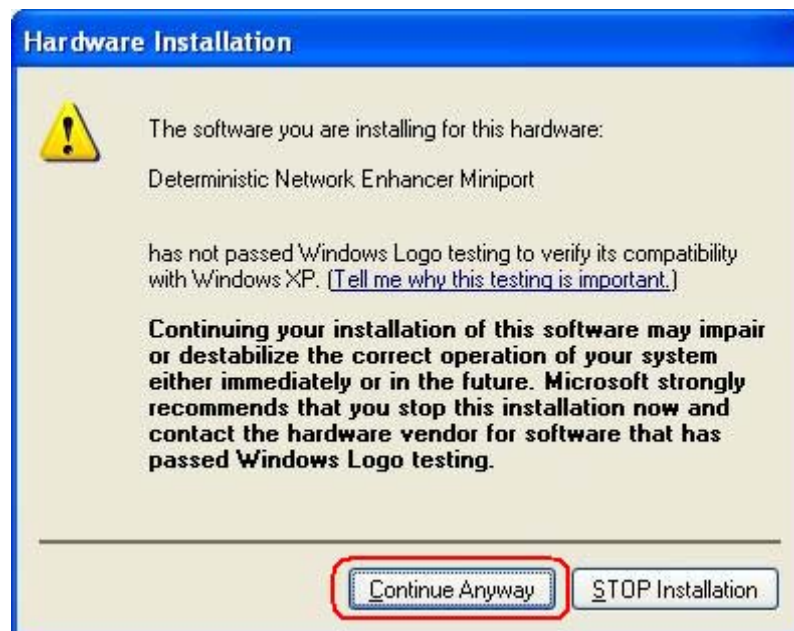 Hardware Installation
The software you are installing for this hardware:
Deterministic Network Enhancer Miniport
has not passed Windows Logo testing to verify its compatibility
with Windows XP. (Tell me why this testing is important.)
Continuing your installation of this software may impair
or destabilize the correct operation of your system
either immediately or in the future. Microsoft strongly
recommends that you stop this installation now and
contact the hardware vendor for software that has
passed Windows Logo testing.
Continue Anyway
STOP Installation